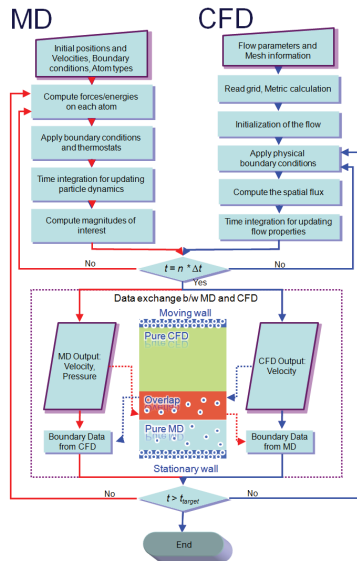 MD
CFD
Initial positions and
Velocities, Boundary
conditions, Atom types
Compute forces/energies
on each atom
Apply boundary conditions
and thermostats
Time integration for updating
particle dynamics
Compute magnitudes of
interest
Flow parameters and
Mesh information
Read grid, Metric calculation
Initialization of the flow
Apply physical
boundary conditions
Compute the spatial flux
Time integration for updating
flow properties
No
t = n * Δt
No
Yes
Data exchange b/w MD and CFD
Moving wall
Pure CFD
MD Output:
Velocity,
Pressure
CFD Output:
Velocity
Overlap
Pure MD
Boundary Data
from CFD
Boundary Data
from MD
Stationary wall
No
t > ttarget
No
End